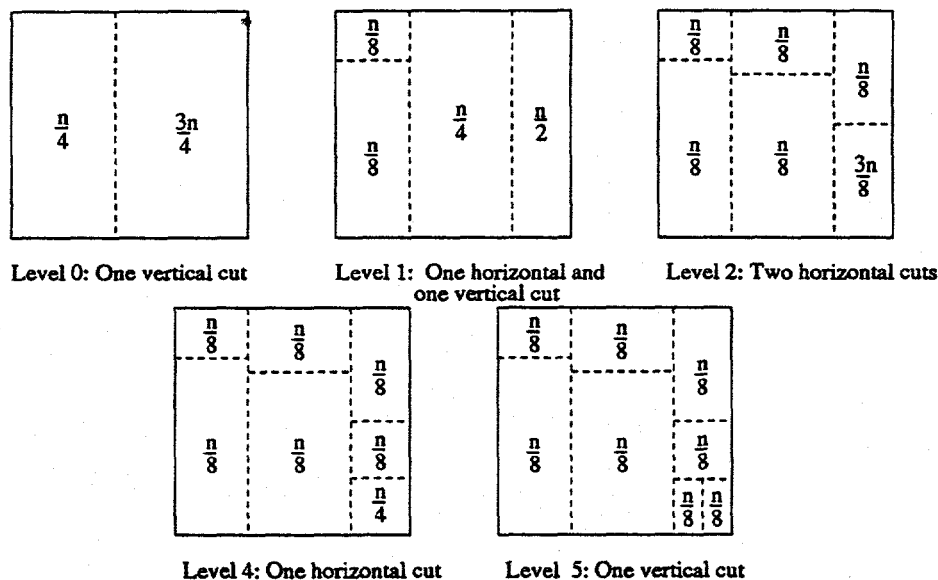 n/8 n/8 n/8
n/4 3n/4 n/4 n/2 n/8
n/8 n/8 n/8 3n/8
Level 0: One vertical cut
Level 1: One horizontal and
one vertical cut
Level 2: Two horizontal cuts
n/8 n/8 n/8 n/8
n/8 n/8
n/8 n/8 n/8 n/8 n/8 n/8
n/4 n/8 n/8
Level 4: One horizontal cut
Level 5: One vertical cut